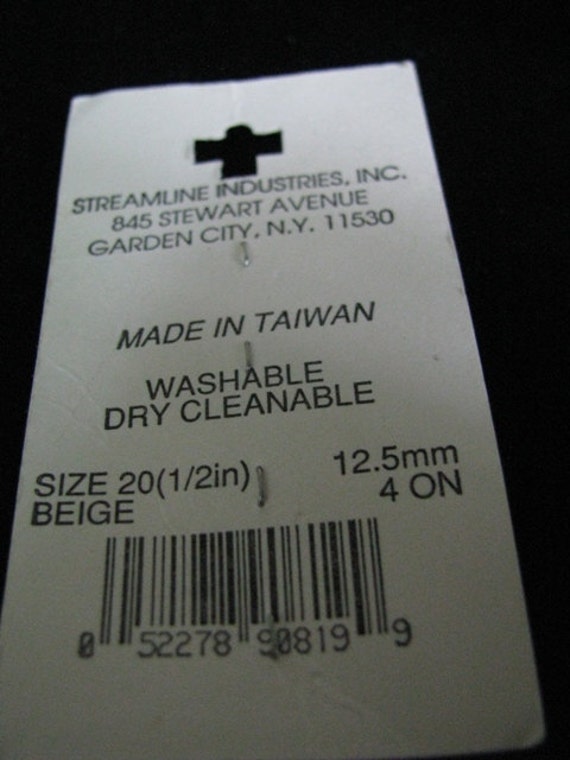 STREAMLINE INDUSTRIES, INC.
845 STEWART AVENUE
GARDEN CITY, N.Y. 11530
MADE IN TAIWAN
WASHABLE
DRY CLEANABLE
SIZE 20(1/2in) 12.5mm
BEIGE 4 ON
0 52278 90819 9